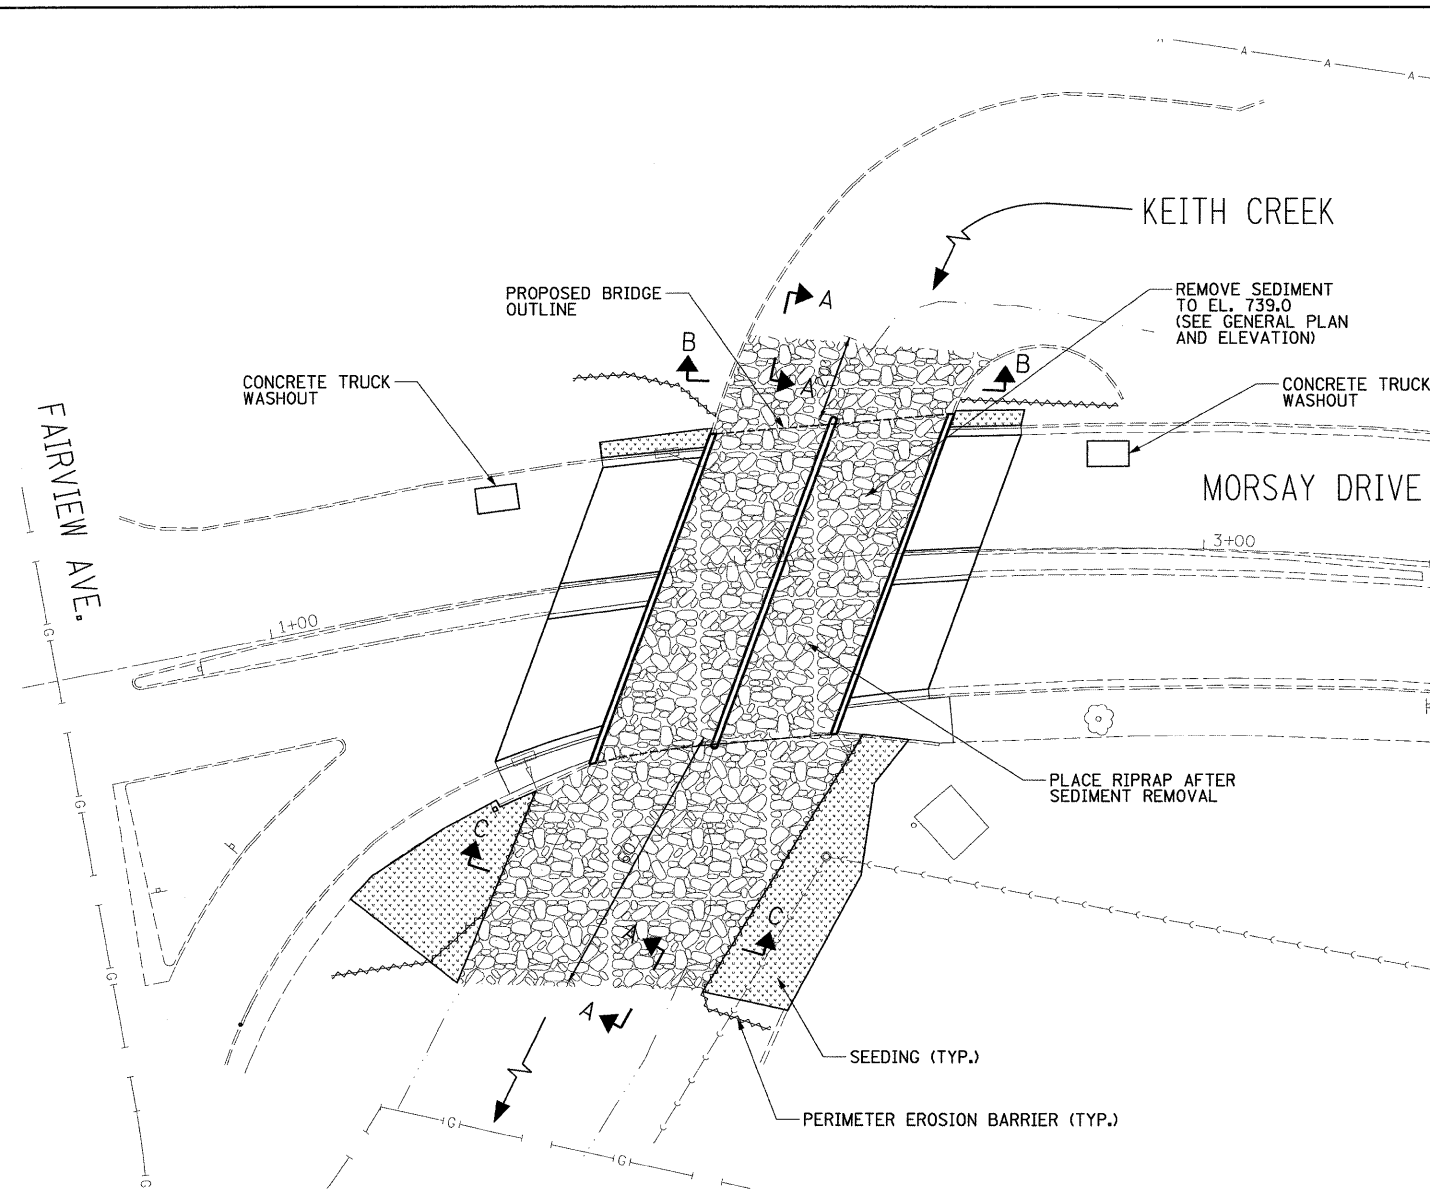 A
A
A
KEITH CREEK
PROPOSED BRIDGE
OUTLINE
A
REMOVE SEDIMENT
TO EL. 739.0
(SEE GENERAL PLAN
AND ELEVATION)
B
B
A
CONCRETE TRUCK
WASHOUT
CONCRETE TRUCK
WASHOUT
FAIRVIEW AVE.
MORSAY DRIVE
3+00
1+00
G
PLACE RIPRAP AFTER
SEDIMENT REMOVAL
G
C
C
A
G
A
SEEDING (TYP.)
PERIMETER EROSION BARRIER (TYP.)
G
G
G